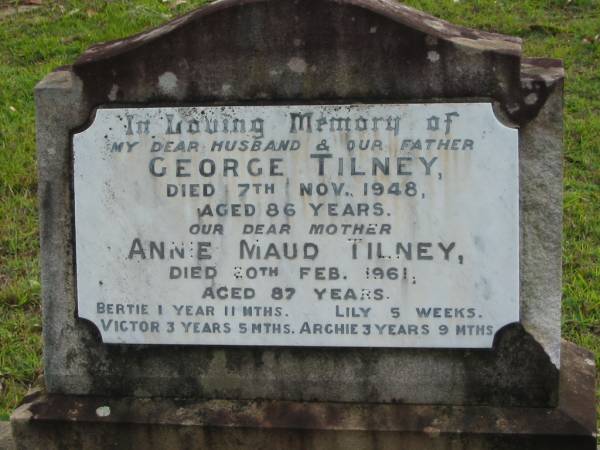 In Loving Memory of
MY DEAR HUSBAND & OUR FATHER
GEORGE TILNEY,
DIED 7TH NOV. 1948,
AGED 86 YEARS.
OUR DEAR MOTHER
ANNIE MAUD TILNEY,
DIED 20TH FEB. 1961,
AGED 87 YEARS.
BERTIE 1 YEAR 11 MTHS. LILY 5 WEEKS.
VICTOR 3 YEARS 5 MTHS. ARCHIE 3 YEARS 9 MTHS